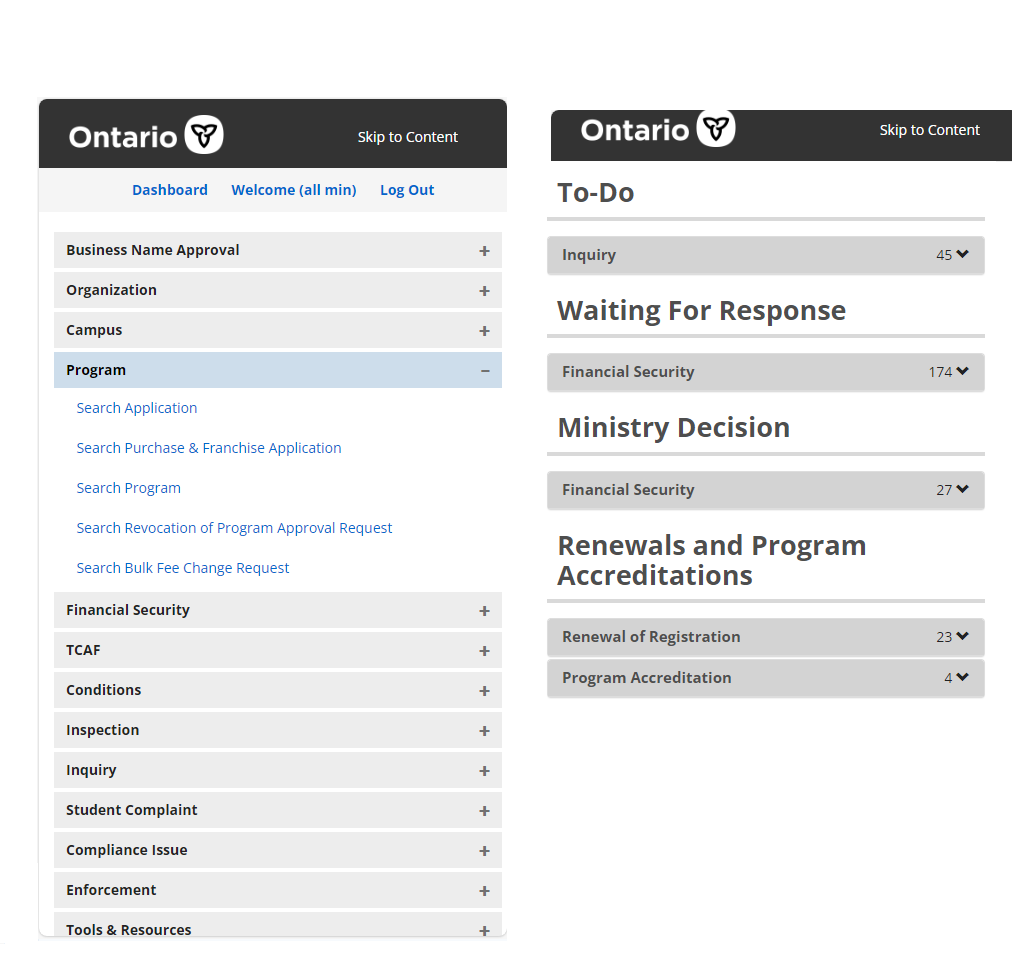 Ontario
Skip to Content
Dashboard Welcome (all min) Log Out
Business Name Approval +
Organization +
Campus +
Program –
Search Application
Search Purchase & Franchise Application
Search Program
Search Revocation of Program Approval Request
Search Bulk Fee Change Request
Financial Security +
TCAF +
Conditions +
Inspection +
Inquiry +
Student Complaint +
Compliance Issue +
Enforcement +
Tools & Resources +
Ontario
Skip to Content
To-Do
Inquiry 45
Waiting For Response
Financial Security 174
Ministry Decision
Financial Security 27
Renewals and Program
Accreditations
Renewal of Registration 23
Program Accreditation 4